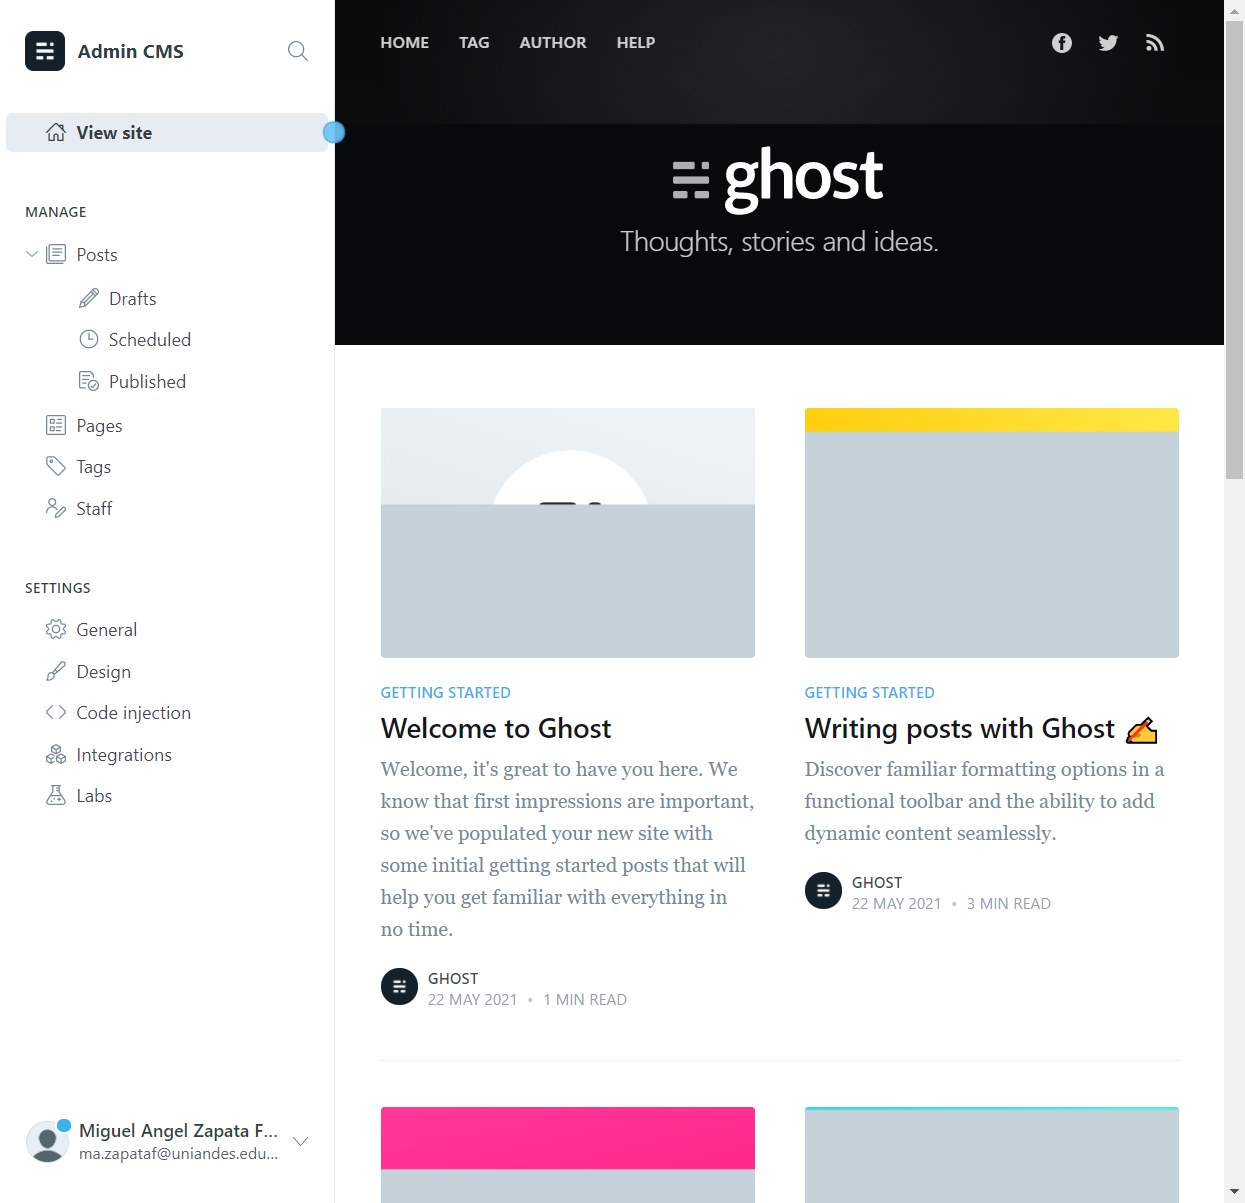 Admin CMS
View site
MANAGE
Posts
Drafts
Scheduled
Published
Pages
Tags
Staff
SETTINGS
General
Design
Code injection
Integrations
Labs
Miguel Angel Zapata F...
ma.zapataf@uniandes.edu...
HOME TAG AUTHOR HELP
ghost
Thoughts, stories and ideas.
GETTING STARTED
Welcome to Ghost
Welcome, it's great to have you here. We
know that first impressions are important,
so we've populated your new site with
some initial getting started posts that will
help you get familiar with everything in
no time.
GHOST
22 MAY 2021 • 1 MIN READ
GETTING STARTED
Writing posts with Ghost ✍️
Discover familiar formatting options in a
functional toolbar and the ability to add
dynamic content seamlessly.
GHOST
22 MAY 2021 • 3 MIN READ